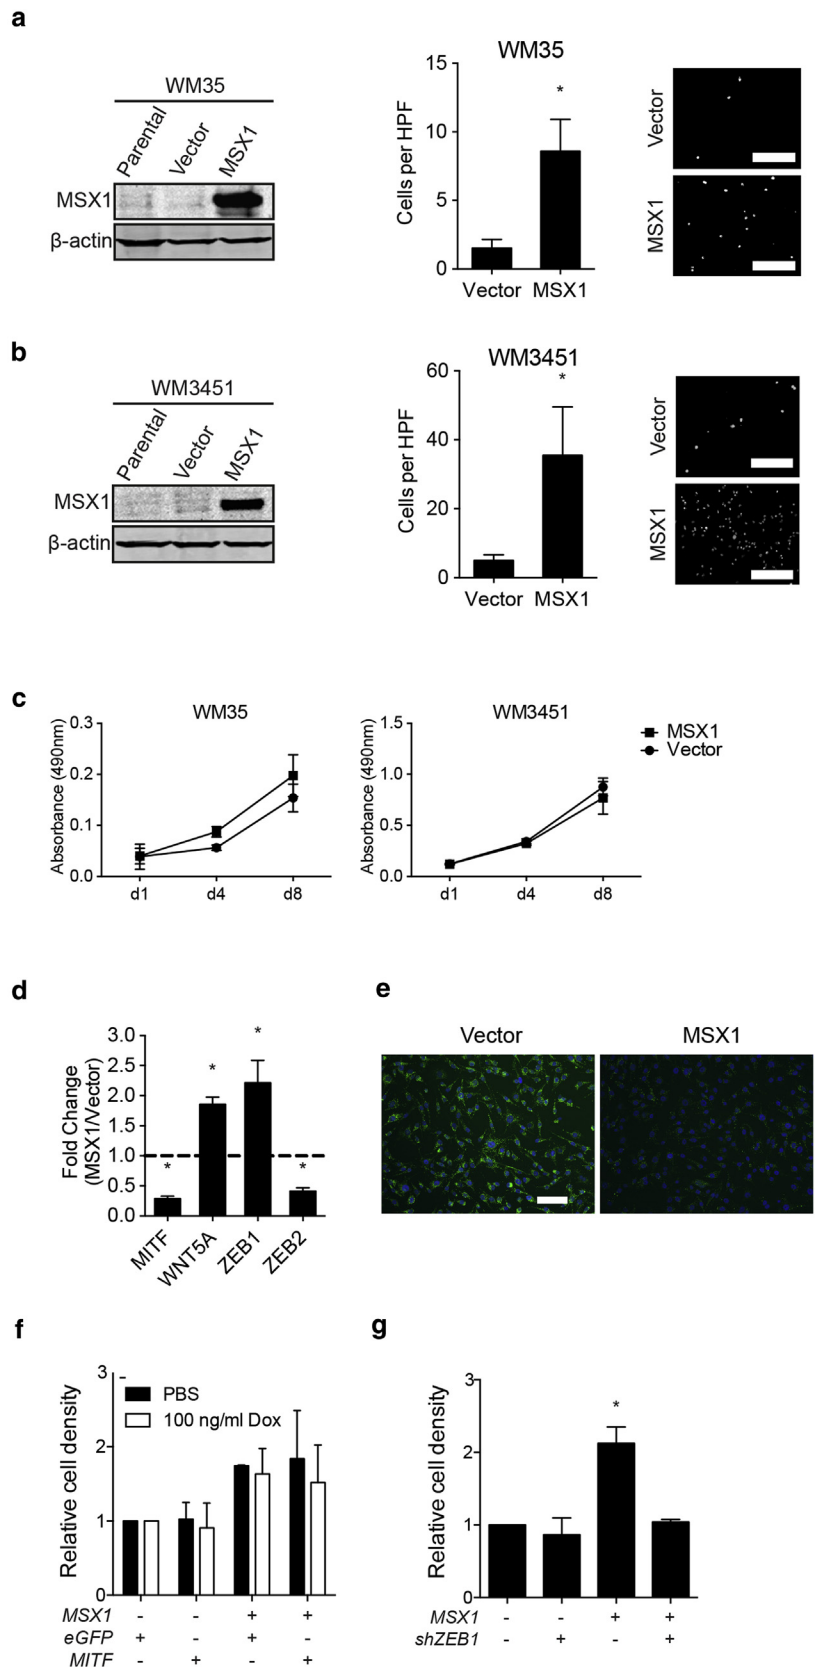 a
WM35
Parental
Vector
MSX1
MSX1
β-actin
WM35
Cells per HPF
15
10
5
0
*
Vector MSX1
Vector
MSX1
b
WM3451
Parental
Vector
MSX1
MSX1
β-actin
WM3451
Cells per HPF
60
40
20
0
*
Vector MSX1
Vector
MSX1
c
WM35
Absorbance (490nm)
0.3
0.2
0.1
0.0
d1 d4 d8
WM3451
Absorbance (490nm)
1.5
1.0
0.5
0.0
d1 d4 d8
MSX1
Vector
d
Fold Change
(MSX1/Vector)
3.0
2.5
2.0
1.5
1.0
0.5
0.0
* * * *
MITF
WNT5A
ZEB1
ZEB2
e
Vector MSX1
f
Relative cell density
3
2
1
0
PBS
100 ng/ml Dox
MSX1 - - + +
eGFP + - + -
MITF - + - +
g
Relative cell density
3
2
1
0
*
MSX1 - - + +
shZEB1 - + - +